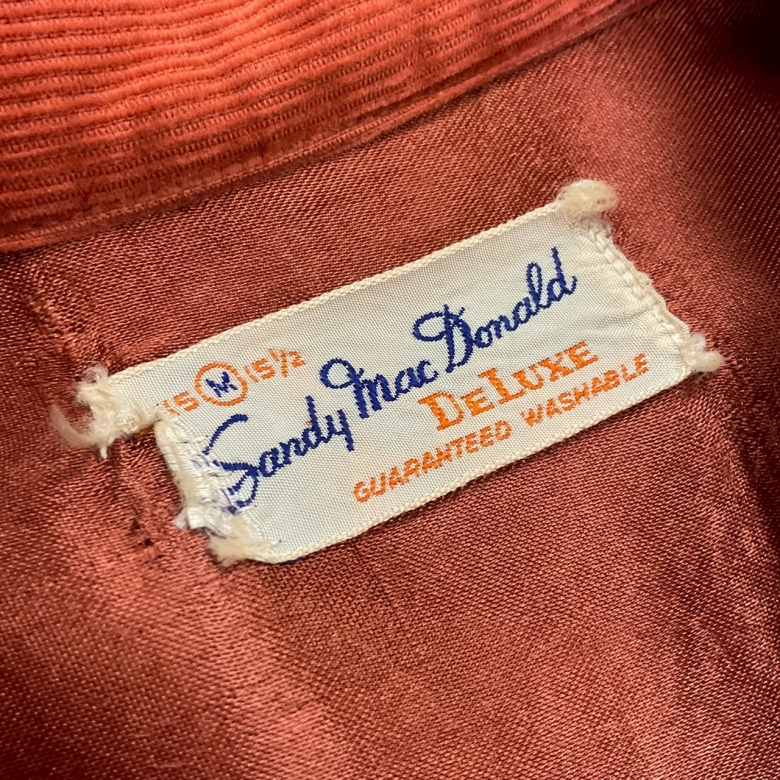 15 M 15½
Sandy MacDonald
DELUXE
GUARANTEED WASHABLE